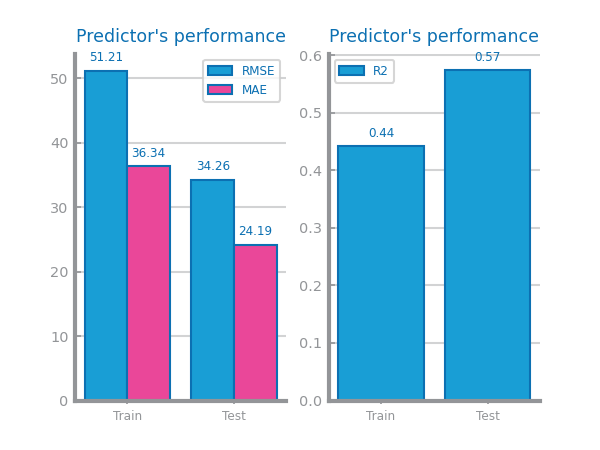 Predictor's performance
51.21
36.34
34.26
24.19
RMSE
MAE
50
40
30
20
10
0
Train
Test
Predictor's performance
0.44
0.57
R2
0.6
0.5
0.4
0.3
0.2
0.1
0.0
Train
Test